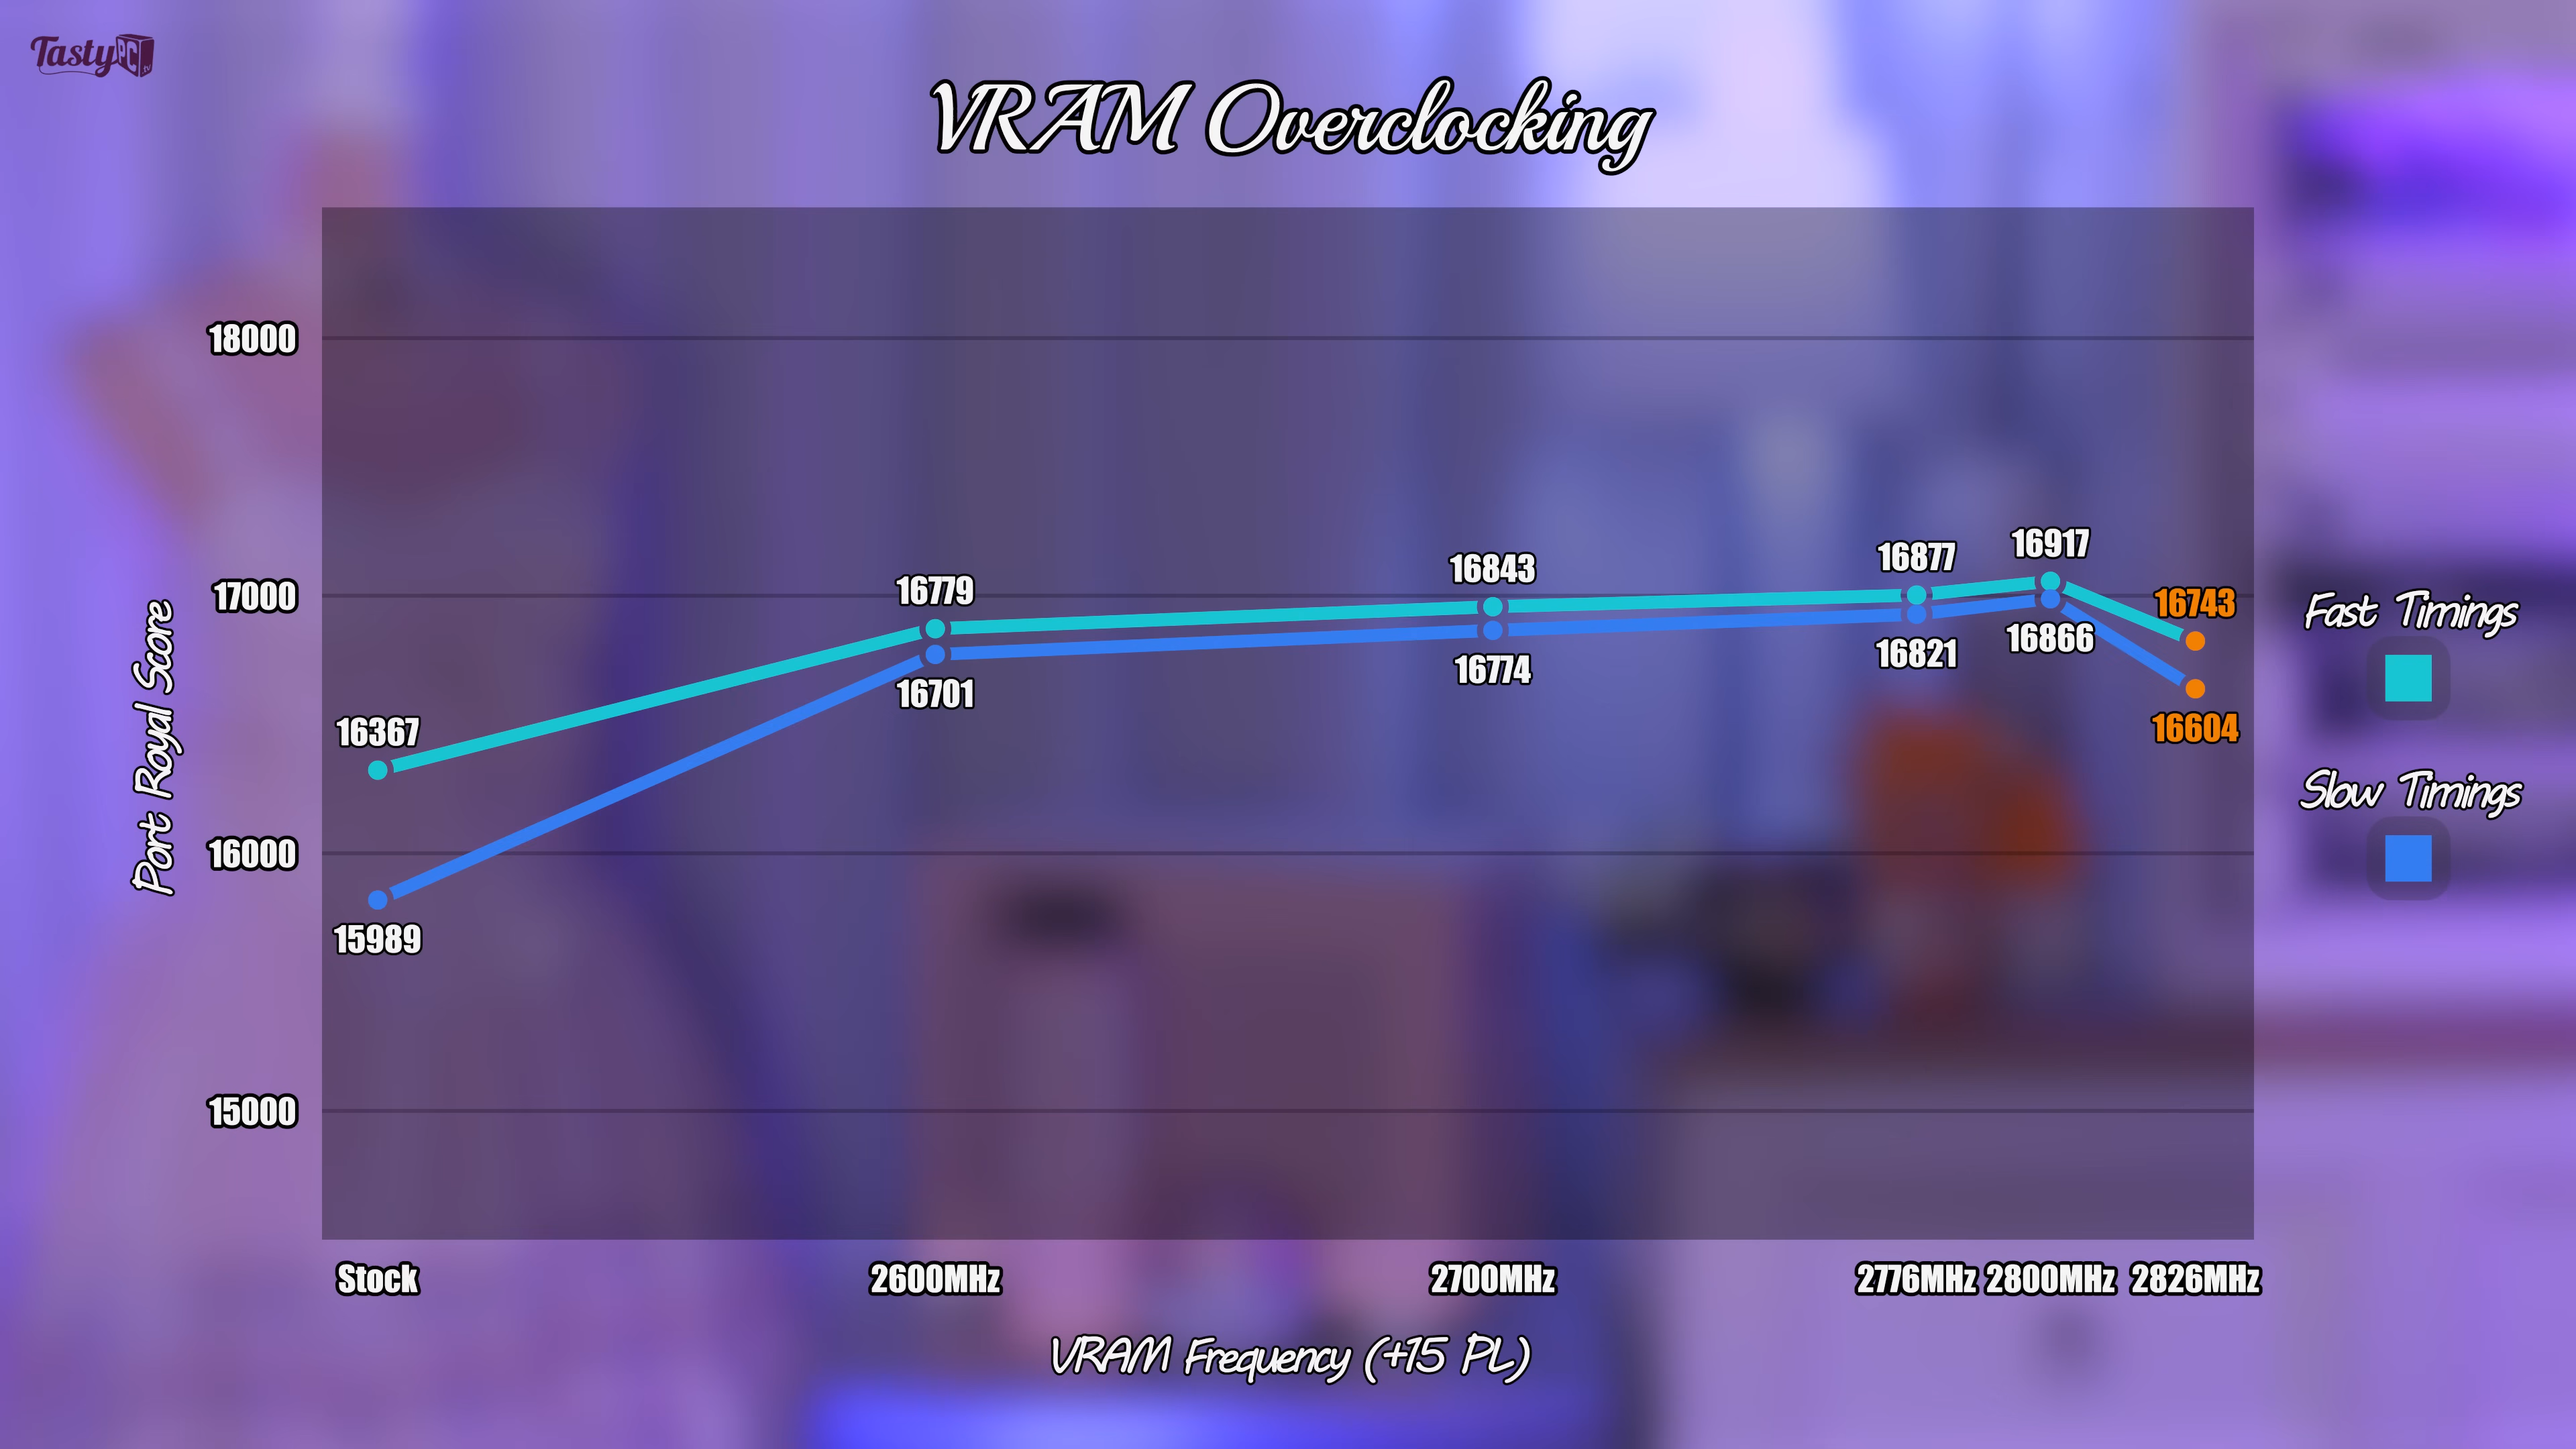 TastyPC.tv
VRAM Overclocking
18000
17000
16000
15000
Port Royal Score
16367
16779
16843
16877
16917
16743
15989
16701
16774
16821
16866
16604
Fast Timings
Slow Timings
Stock
2600MHz
2700MHz
2776MHz
2800MHz
2826MHz
VRAM Frequency (+15 PL)